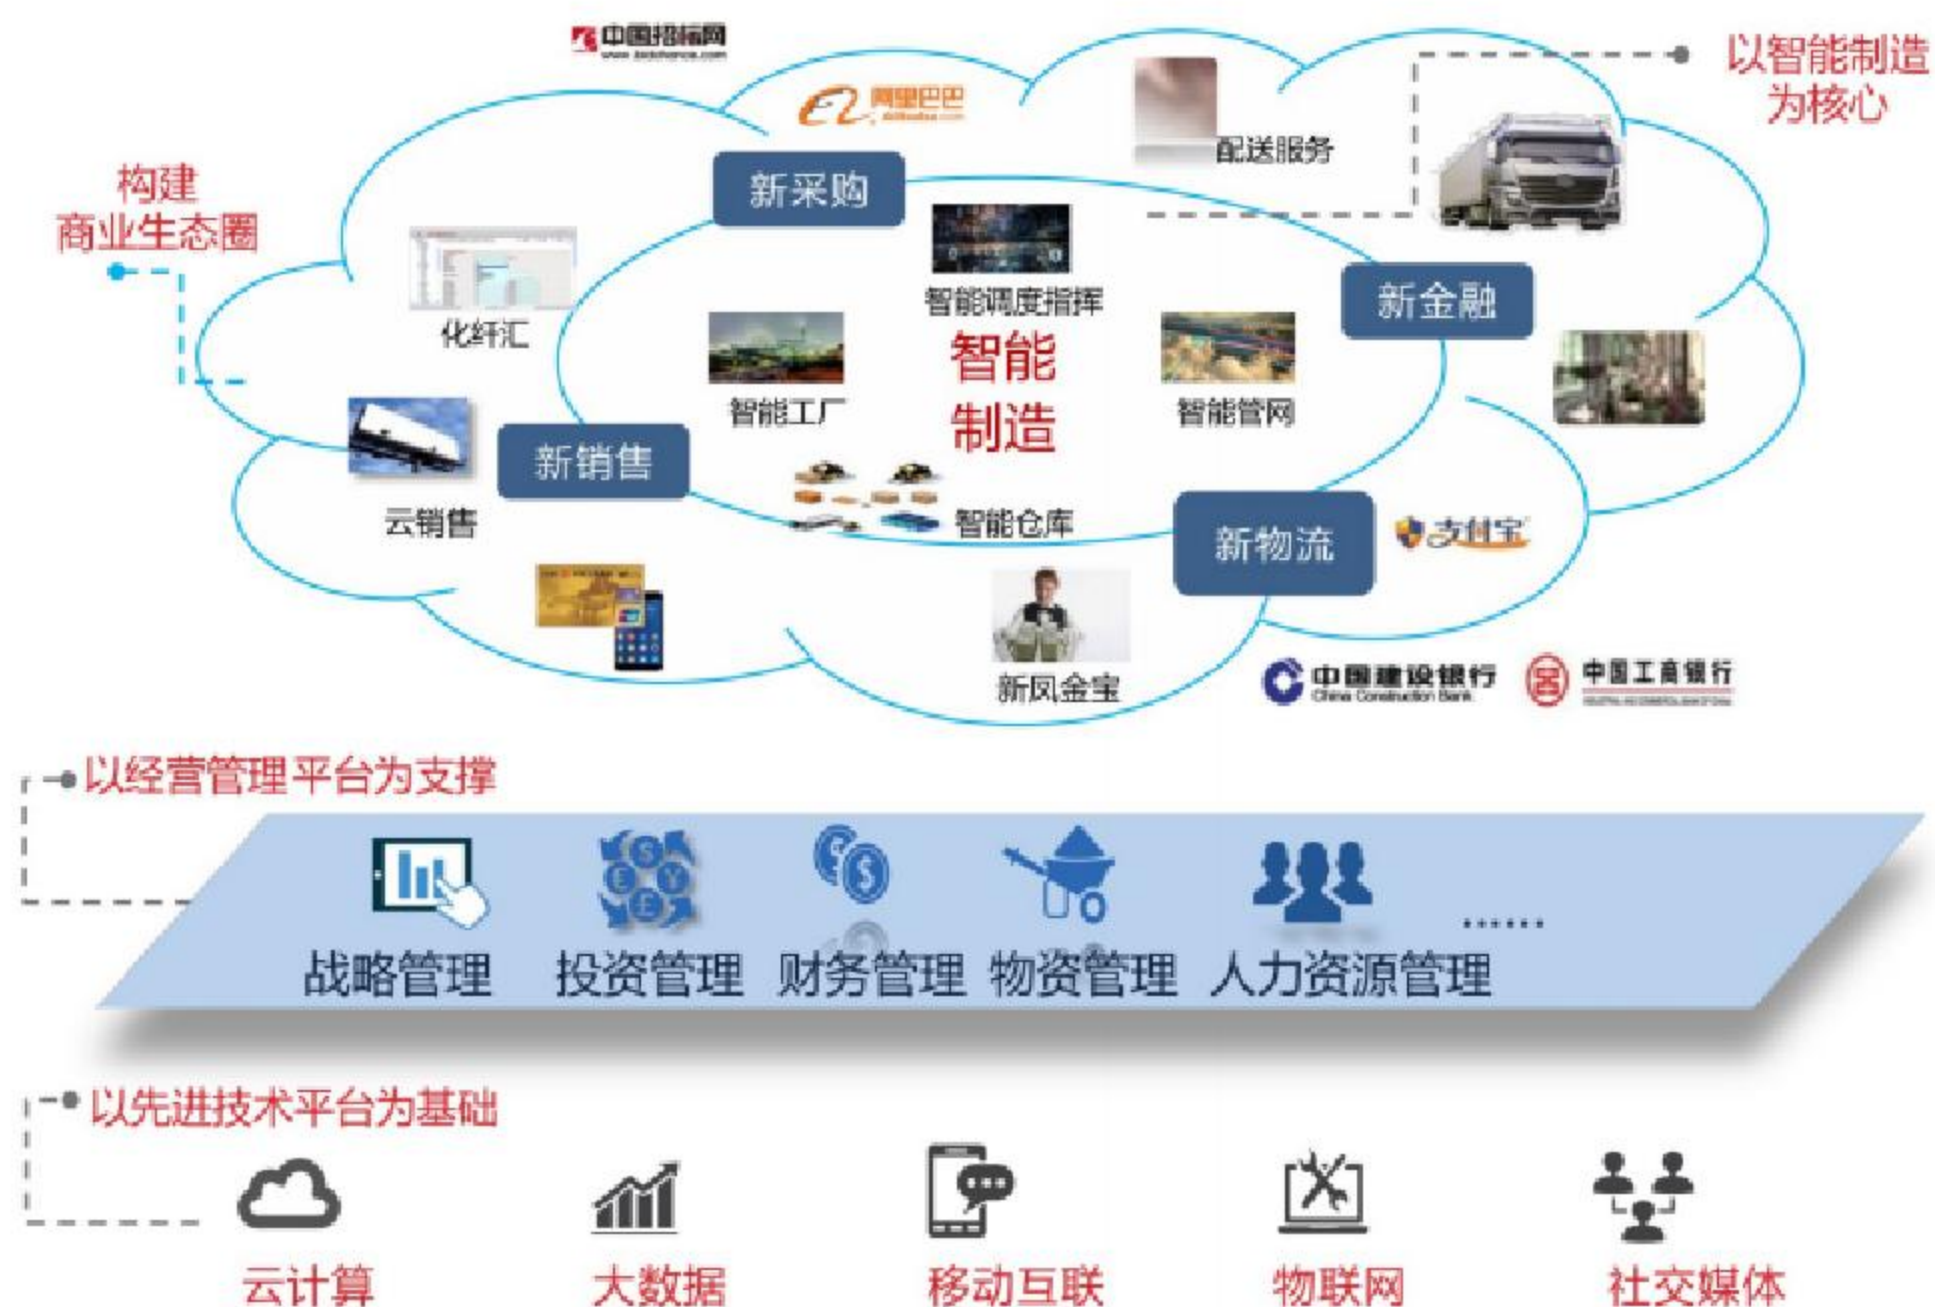 中国招标网
阿里巴巴
以智能制造
为核心
配送服务
构建
商业生态圈
新采购
智能调度指挥
新金融
化纤汇
智能工厂
智能
制造
智能管网
新销售
云销售
智能仓库
新物流
支付宝
新凤金宝
中国建设银行
China Construction Bank
中国工商银行
以经营管理平台为支撑
战略管理
投资管理
财务管理
物资管理
人力资源管理
......
以先进技术平台为基础
云计算
大数据
移动互联
物联网
社交媒体